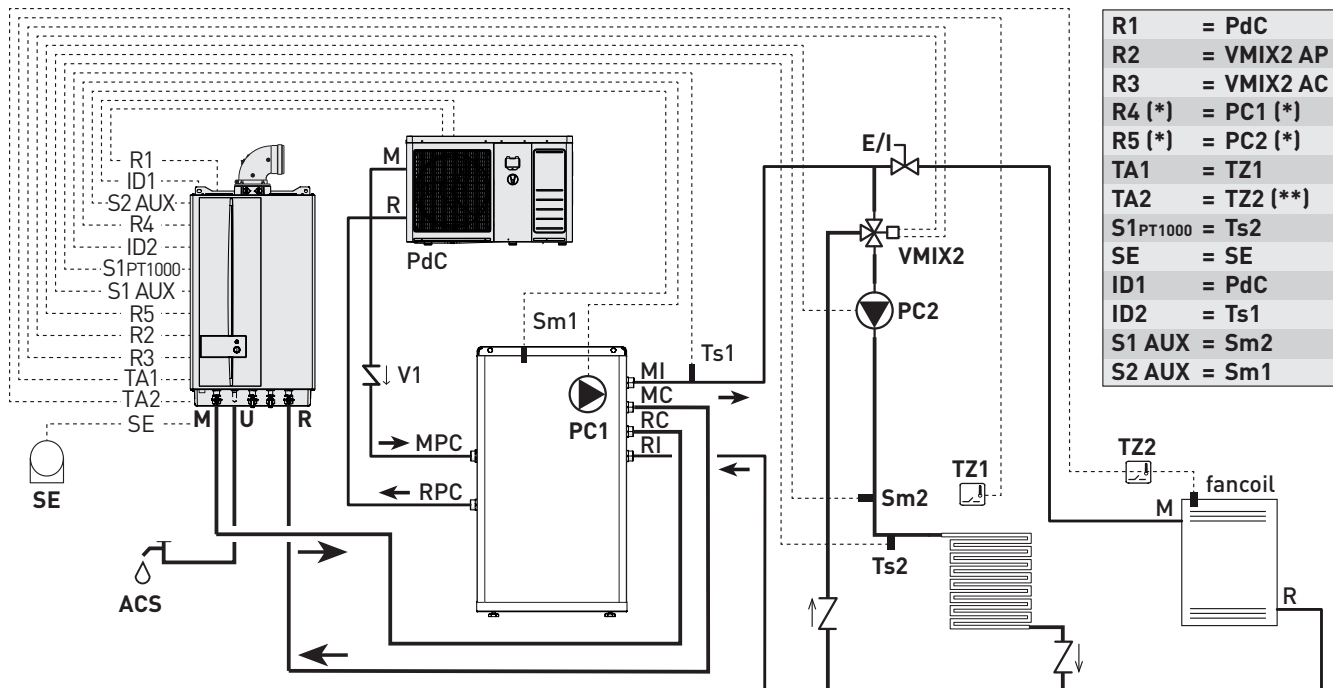 R1 = PdC
R2 = VMIX2 AP
R3 = VMIX2 AC
R4 (*) = PC1 (*)
R5 (*) = PC2 (*)
TA1 = TZ1
TA2 = TZ2 (**)
S1PT1000 = Ts2
SE = SE
ID1 = PdC
ID2 = Ts1
S1 AUX = Sm2
S2 AUX = Sm1
R1
ID1
S2 AUX
R4
ID2
S1PT1000
S1 AUX
R5
R2
R3
TA1
TA2
SE
M U R
SE
ACS
M
R
PdC
V1
MPC
RPC
Sm1
PC1
MI
MC
RC
RI
Ts1
E/I
VMIX2
PC2
Sm2
Ts2
TZ1
TZ2
fancoil
M
R